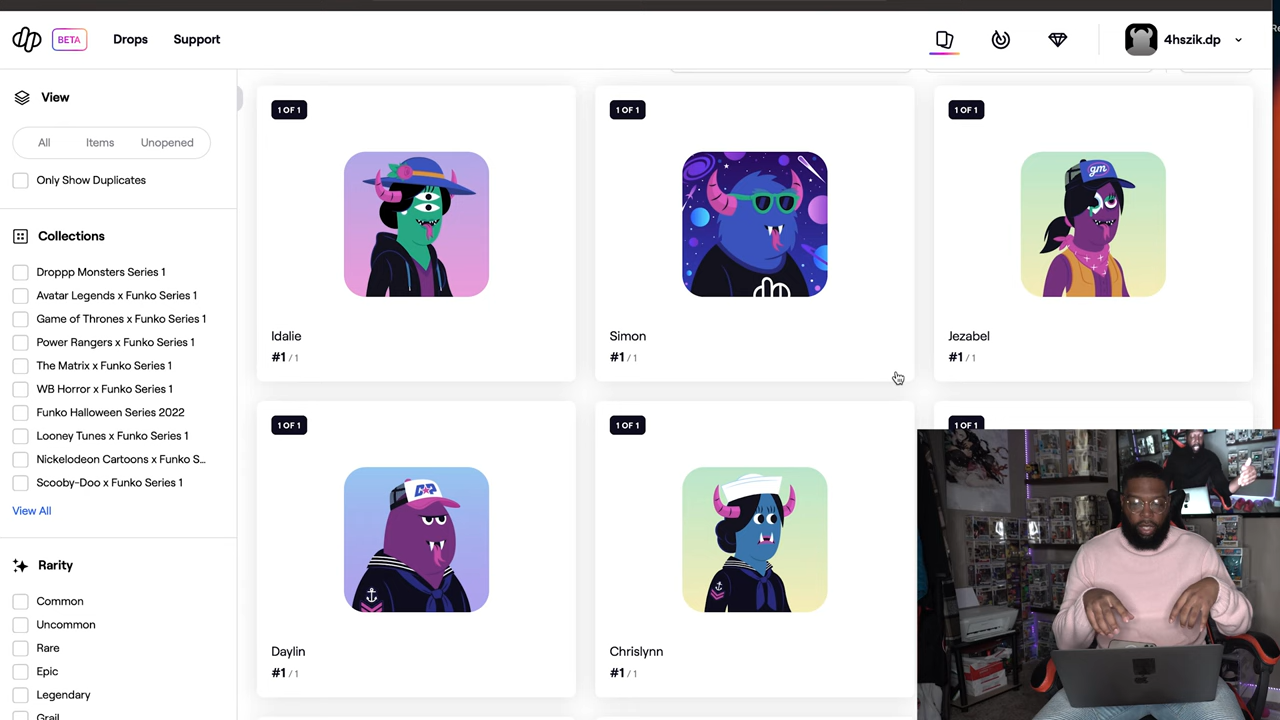 BETA
Drops
Support
4hszik.dp
View
All
Items
Unopened
Only Show Duplicates
Collections
Droppp Monsters Series 1
Avatar Legends x Funko Series 1
Game of Thrones x Funko Series 1
Power Rangers x Funko Series 1
The Matrix x Funko Series 1
WB Horror x Funko Series 1
Funko Halloween Series 2022
Looney Tunes x Funko Series 1
Nickelodeon Cartoons x Funko S...
Scooby-Doo x Funko Series 1
View All
Rarity
Common
Uncommon
Rare
Epic
Legendary
Grail
1 OF 1
Idalie
#1 / 1
1 OF 1
Simon
#1 / 1
1 OF 1
gm
Jezabel
#1 / 1
1 OF 1
Daylin
#1 / 1
1 OF 1
Chrislynn
#1 / 1
1 OF 1